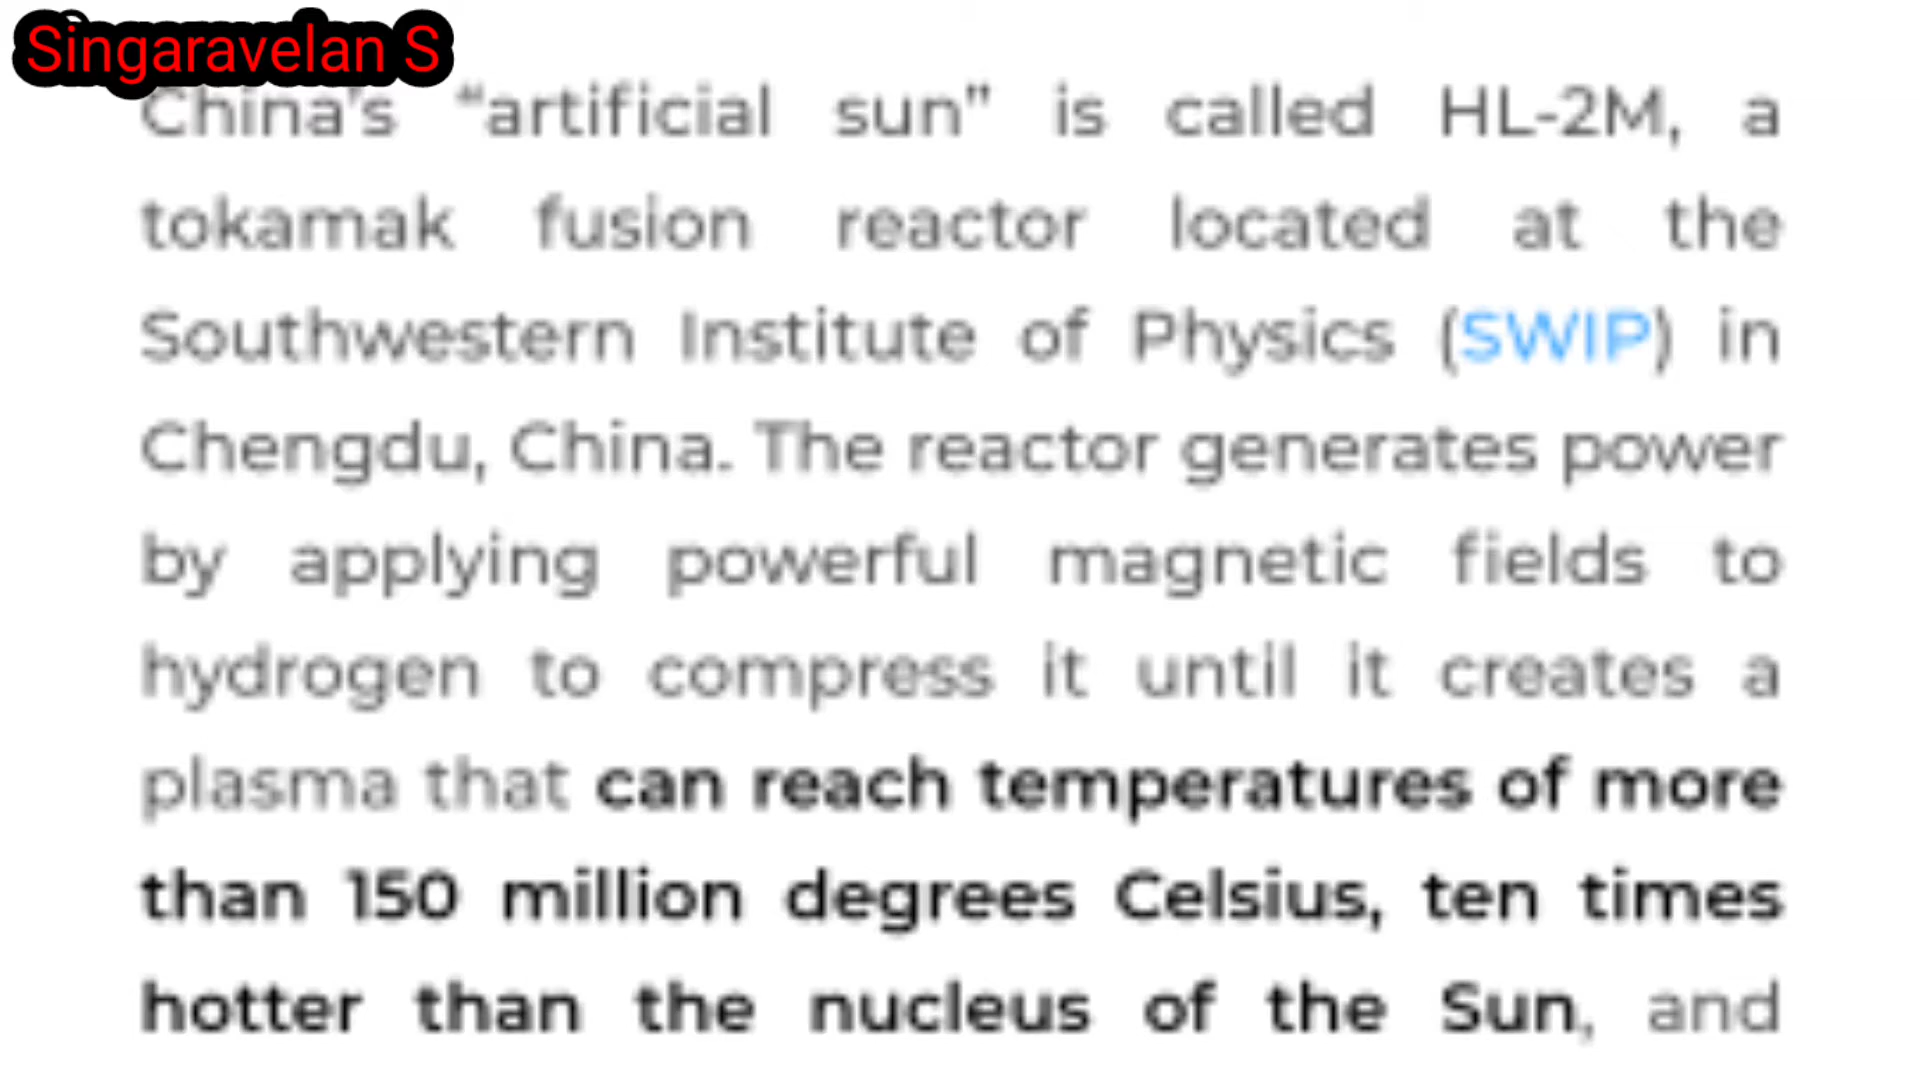 Singaravelan S
China's “artificial sun” is called HL-2M, a
tokamak fusion reactor located at the
Southwestern Institute of Physics (SWIP) in
Chengdu, China. The reactor generates power
by applying powerful magnetic fields to
hydrogen to compress it until it creates a
plasma that can reach temperatures of more
than 150 million degrees Celsius, ten times
hotter than the nucleus of the Sun, and